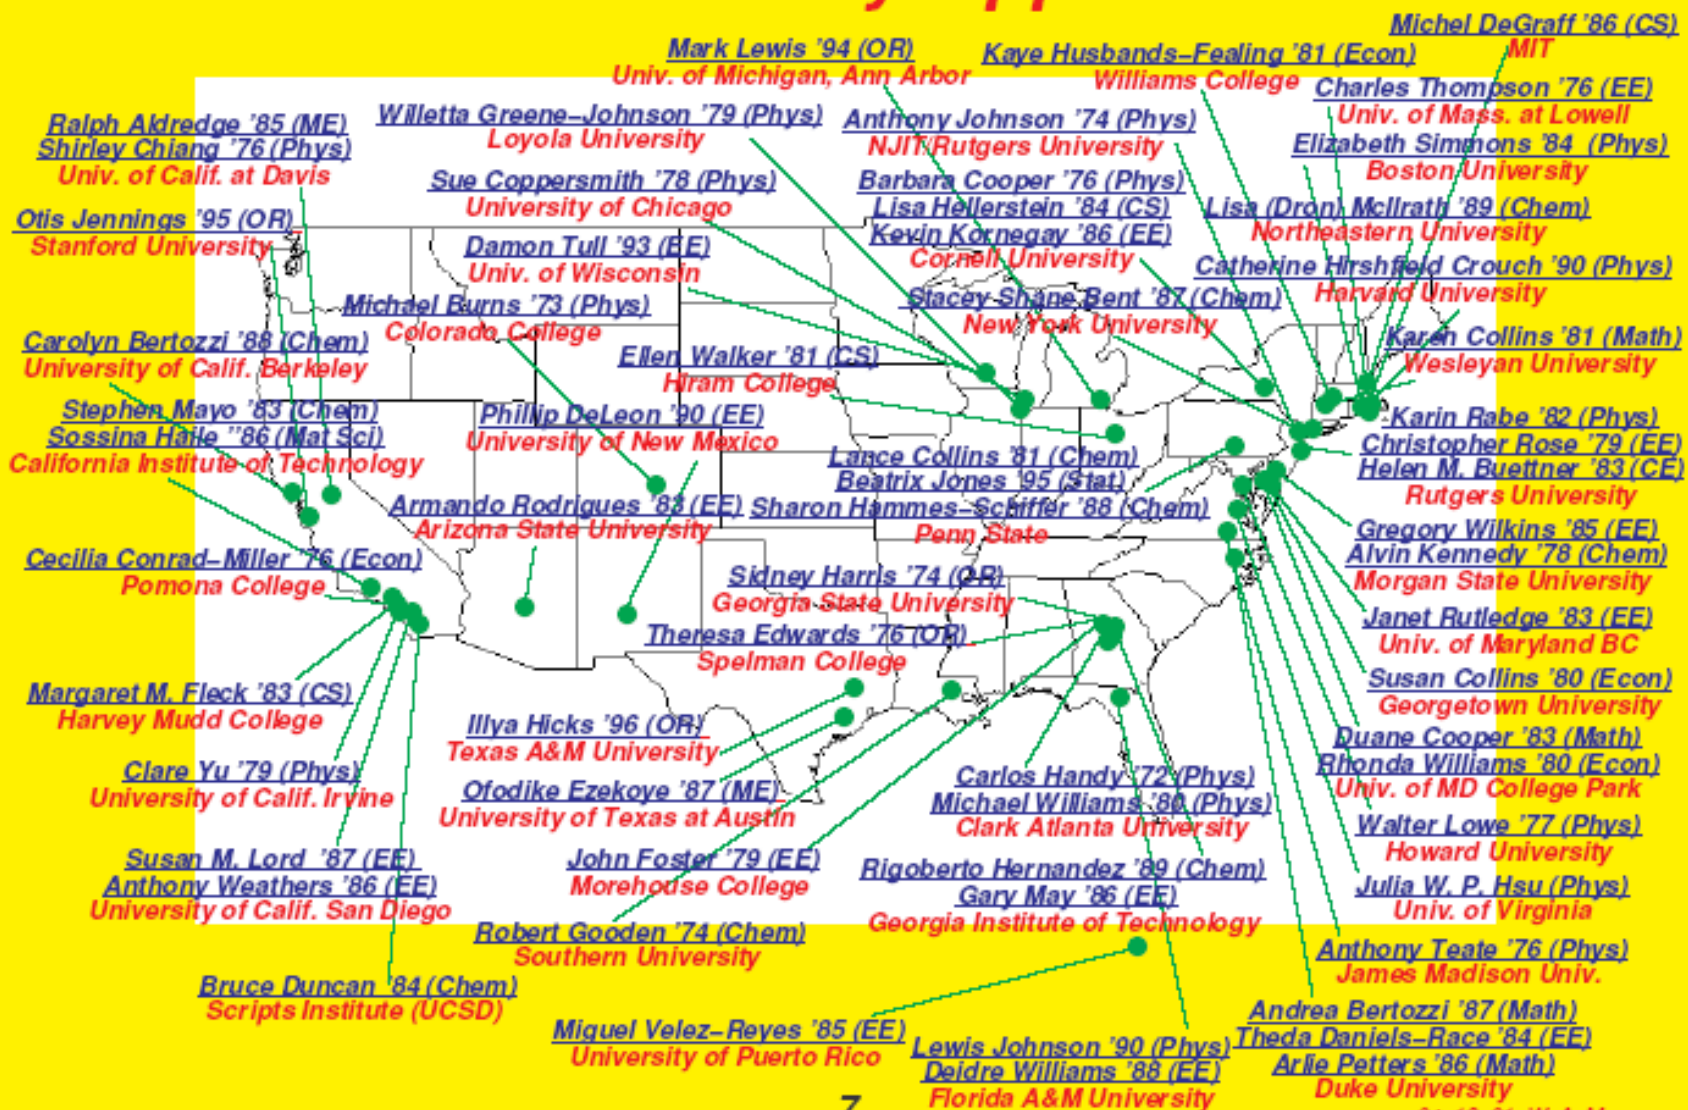 Michel DeGraff '86 (CS)
MIT
Mark Lewis '94 (OR)
Univ. of Michigan, Ann Arbor
Kaye Husbands-Fealing '81 (Econ)
Williams College
Charles Thompson '76 (EE)
Univ. of Mass. at Lowell
Ralph Aldredge '85 (ME)
Shirley Chiang '76 (Phys)
Univ. of Calif. at Davis
Willetta Greene-Johnson '79 (Phys)
Loyola University
Anthony Johnson '74 (Phys)
NJIT/Rutgers University
Elizabeth Simmons '84 (Phys)
Boston University
Sue Coppersmith '78 (Phys)
University of Chicago
Barbara Cooper '76 (Phys)
Lisa Hellerstein '84 (CS)
Kevin Kornegay '86 (EE)
Cornell University
Lisa (Dron) McIlrath '89 (Chem)
Northeastern University
Otis Jennings '95 (OR)
Stanford University
Damon Tull '93 (EE)
Univ. of Wisconsin
Catherine Hirshfield Crouch '90 (Phys)
Harvard University
Michael Burns '73 (Phys)
Colorado College
Stacey Shane Bent '87 (Chem)
New York University
Carolyn Bertozzi '88 (Chem)
University of Calif. Berkeley
Ellen Walker '81 (CS)
Hiram College
Karen Collins '81 (Math)
Wesleyan University
Stephen Mayo '83 (Chem)
Sossina Haile ''86 (Mat Sci)
California Institute of Technology
Phillip DeLeon '90 (EE)
University of New Mexico
Karin Rabe '82 (Phys)
Christopher Rose '79 (EE)
Helen M. Buettner '83 (CE)
Rutgers University
Lance Collins '81 (Chem)
Beatrix Jones '95 (Stat)
Sharon Hammes-Schiffer '88 (Chem)
Penn State
Armando Rodrigues '83 (EE)
Arizona State University
Gregory Wilkins '85 (EE)
Alvin Kennedy '78 (Chem)
Morgan State University
Cecilia Conrad-Miller '76 (Econ)
Pomona College
Sidney Harris '74 (OR)
Georgia State University
Janet Rutledge '83 (EE)
Univ. of Maryland BC
Theresa Edwards '76 (OR)
Spelman College
Susan Collins '80 (Econ)
Georgetown University
Margaret M. Fleck '83 (CS)
Harvey Mudd College
Illya Hicks '96 (OR)
Texas A&M University
Duane Cooper '83 (Math)
Rhonda Williams '80 (Econ)
Univ. of MD College Park
Clare Yu '79 (Phys)
University of Calif. Irvine
Ofodike Ezekoye '87 (ME)
University of Texas at Austin
Carlos Handy '72 (Phys)
Michael Williams '80 (Phys)
Clark Atlanta University
Walter Lowe '77 (Phys)
Howard University
Susan M. Lord '87 (EE)
Anthony Weathers '86 (EE)
University of Calif. San Diego
John Foster '79 (EE)
Morehouse College
Rigoberto Hernandez '89 (Chem)
Gary May '86 (EE)
Georgia Institute of Technology
Julia W. P. Hsu (Phys)
Univ. of Virginia
Robert Gooden '74 (Chem)
Southern University
Anthony Teate '76 (Phys)
James Madison Univ.
Bruce Duncan '84 (Chem)
Scripts Institute (UCSD)
Miguel Velez-Reyes '85 (EE)
University of Puerto Rico
Lewis Johnson '90 (Phys)
Deidre Williams '88 (EE)
Florida A&M University
Andrea Bertozzi '87 (Math)
Theda Daniels-Race '84 (EE)
Arlie Petters '86 (Math)
Duke University
7